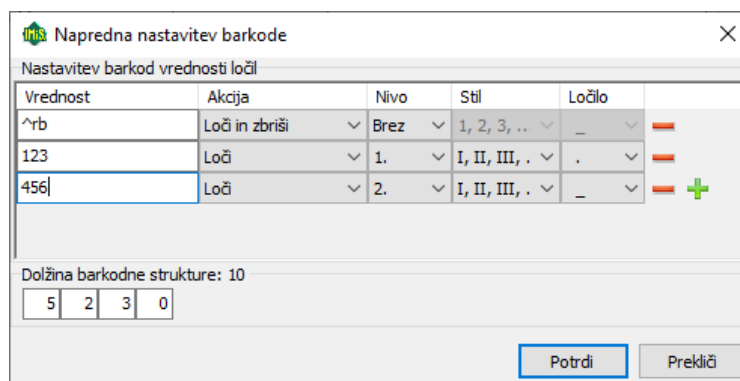 IMiS Napredna nastavitev barkode
Nastavitev barkod vrednosti ločil
Vrednost Akcija Nivo Stil Ločilo
^rb Loči in zbriši Brez 1, 2, 3, .. _
123 Loči 1. I, II, III, . .
456 Loči 2. I, II, III, . _
Dolžina barkodne strukture: 10
5 2 3 0
Potrdi Prekliči